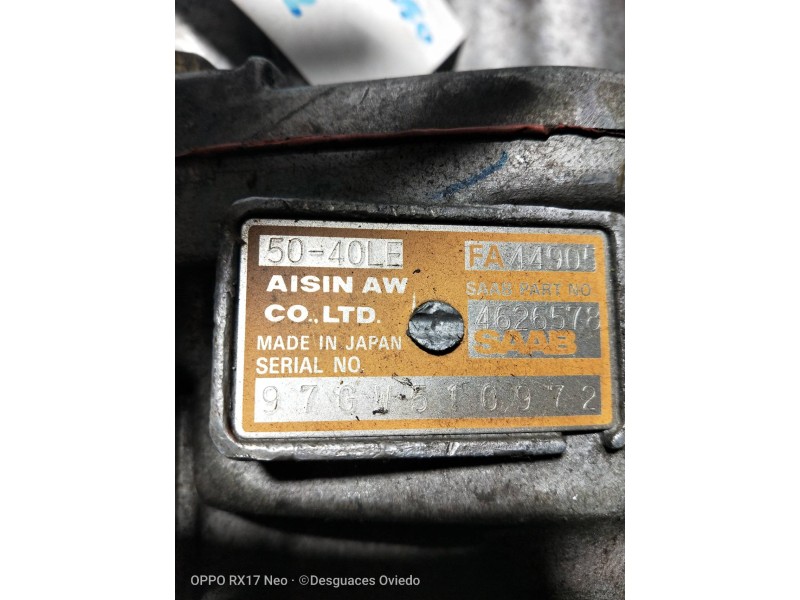 50-40LE
AISIN AW
CO.,LTD.
MADE IN JAPAN
SERIAL NO.
FA44905
SAAB PART NO
4626578
SAAB
OPPO RX17 Neo · ©Desguaces Oviedo